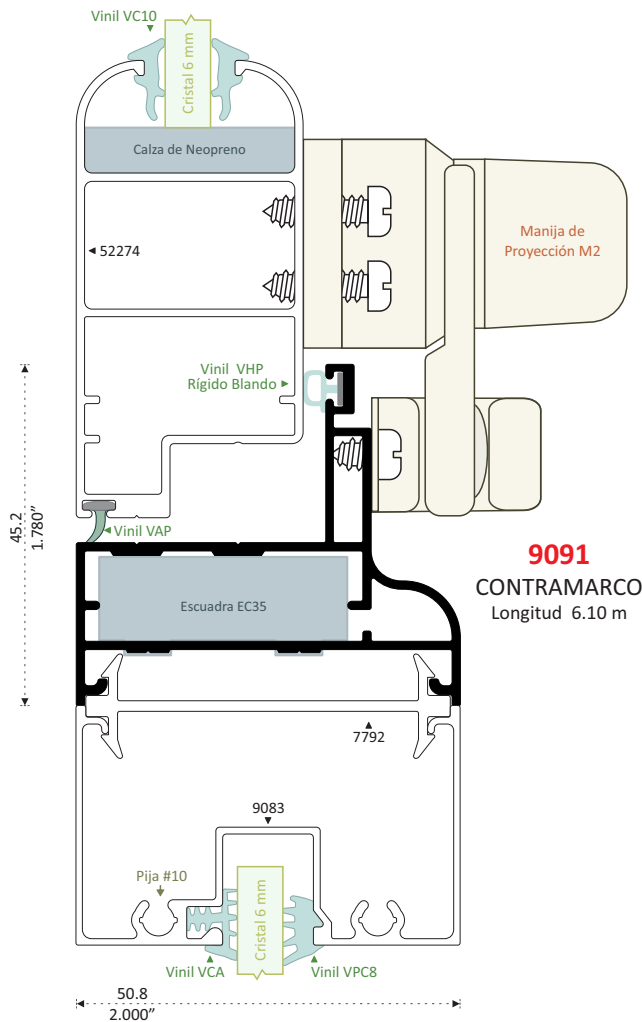 Vinil VC10
Cristal 6 mm
Calza de Neopreno
52274
Manija de
Proyección M2
Vinil VHP
Rígido Blando
45.2
1.780”
Vinil VAP
9091
CONTRAMARCO
Longitud 6.10 m
Escuadra EC35
7792
9083
Pija #10
Cristal 6 mm
Vinil VCA
Vinil VPC8
50.8
2.000”